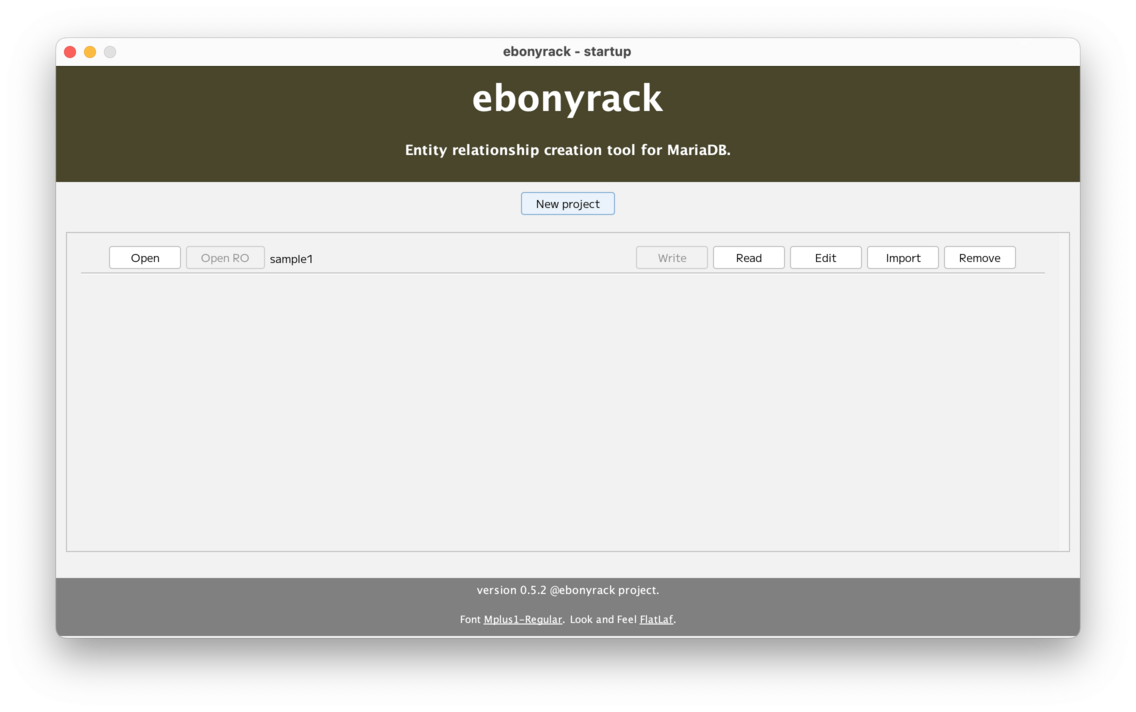 ebonyrack - startup
ebonyrack
Entity relationship creation tool for MariaDB.
New project
Open Open RO sample1 Write Read Edit Import Remove
version 0.5.2 @ebonyrack project.
Font Mplus1-Regular. Look and Feel FlatLaf.